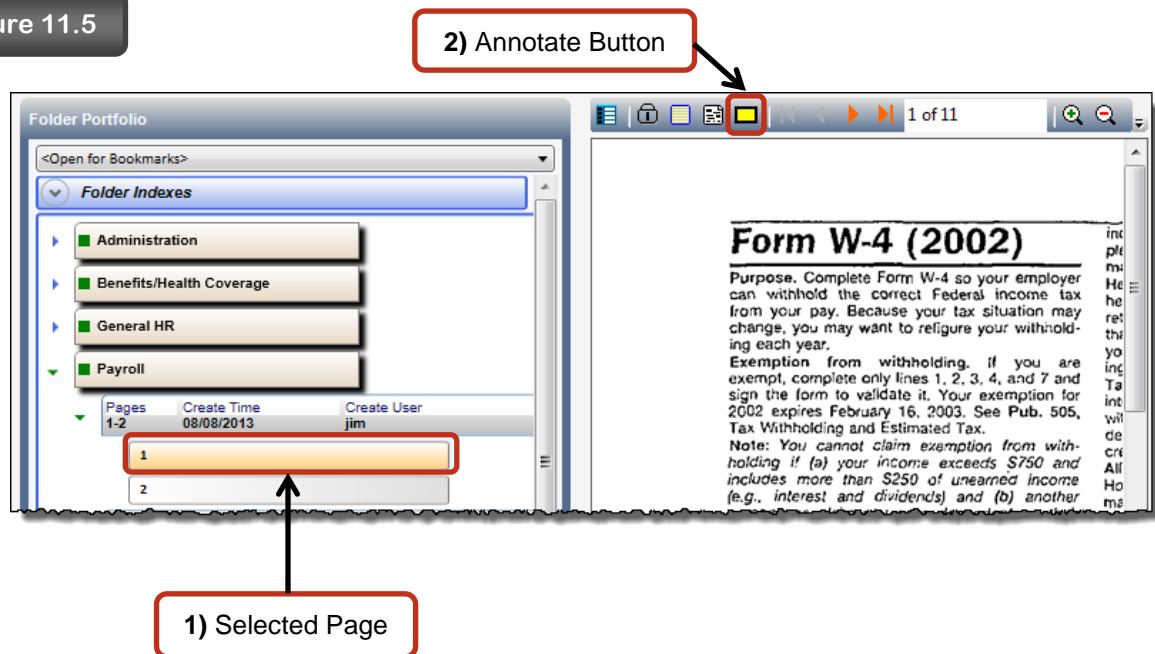 ure 11.5
2) Annotate Button
Folder Portfolio
1 of 11
<Open for Bookmarks>
Folder Indexes
Administration
Benefits/Health Coverage
General HR
Payroll
Pages Create Time Create User
1-2 08/08/2013 jim
1
2
Form W-4 (2002)
Purpose. Complete Form W-4 so your employer
can withhold the correct Federal income tax
from your pay. Because your tax situation may
change, you may want to refigure your withhold-
ing each year.
Exemption from withholding. If you are
exempt, complete only lines 1, 2, 3, 4, and 7 and
sign the form to validate it. Your exemption for
2002 expires February 16, 2003. See Pub. 505,
Tax Withholding and Estimated Tax.
Note: You cannot claim exemption from with-
holding if (a) your income exceeds $750 and
includes more than $250 of unearned income
(e.g., interest and dividends) and (b) another
1) Selected Page